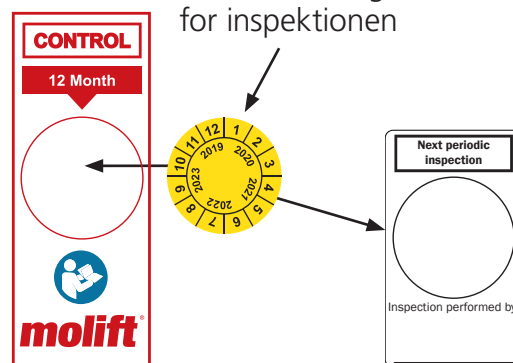 for inspektionen
CONTROL
12 Month
12 1 2 3 4 5 6 7 8 9 10 11
2019 2020 2021 2022 2023
molift®
Next periodic
inspection
Inspection performed by